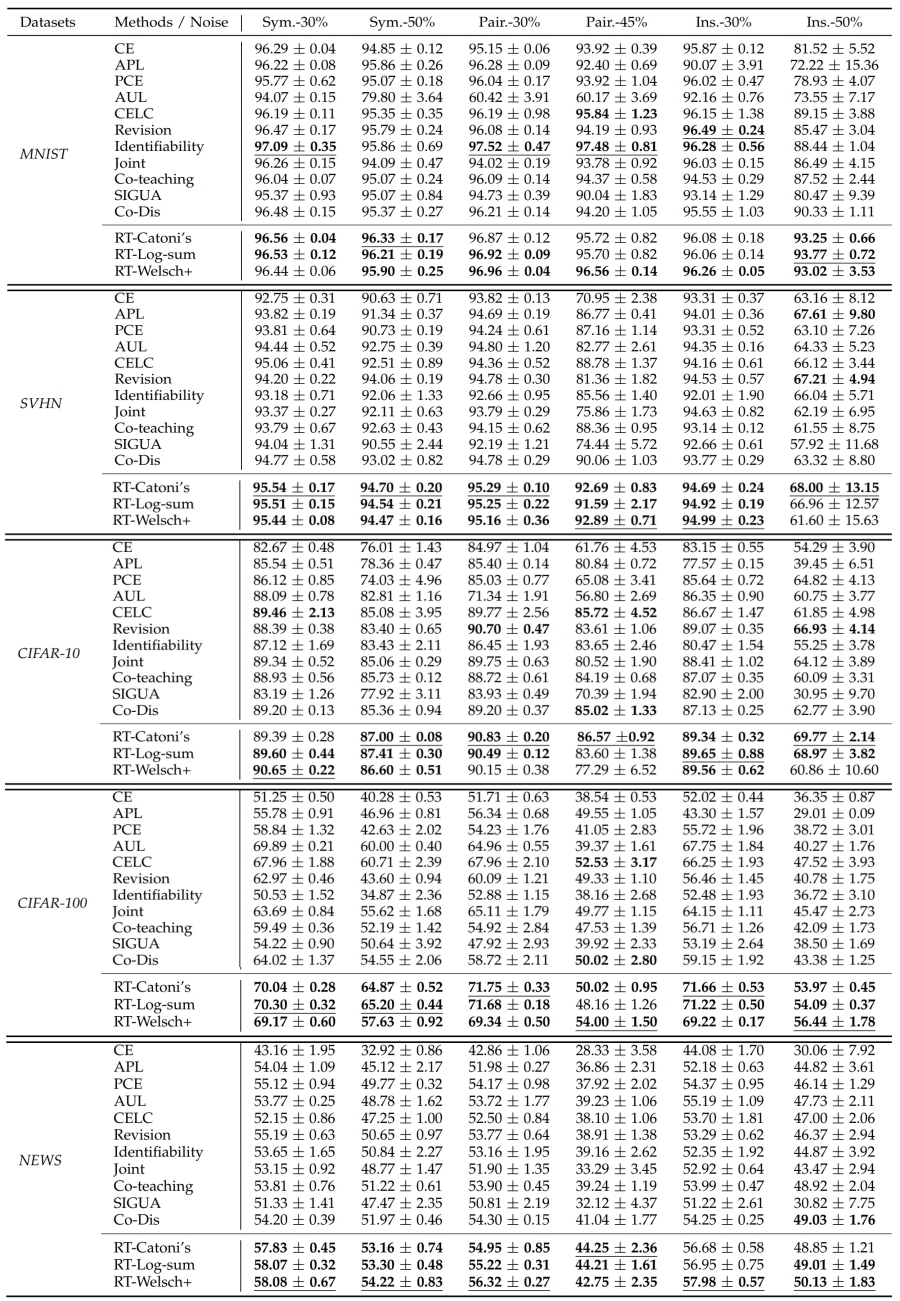 Datasets Methods / Noise Sym.-30% Sym.-50% Pair.-30% Pair.-45% Ins.-30% Ins.-50%
MNIST
CE 96.29 ± 0.04 94.85 ± 0.12 95.15 ± 0.06 93.92 ± 0.39 95.87 ± 0.12 81.52 ± 5.52
APL 96.22 ± 0.08 95.86 ± 0.26 96.28 ± 0.09 92.40 ± 0.69 90.07 ± 3.91 72.22 ± 15.36
PCE 95.77 ± 0.62 95.07 ± 0.18 96.04 ± 0.17 93.92 ± 1.04 96.02 ± 0.47 78.93 ± 4.07
AUL 94.07 ± 0.15 79.80 ± 3.64 60.42 ± 3.91 60.17 ± 3.69 92.16 ± 0.76 73.55 ± 7.17
CELC 96.19 ± 0.11 95.35 ± 0.35 96.19 ± 0.98 95.84 ± 1.23 96.15 ± 1.38 89.15 ± 3.88
Revision 96.47 ± 0.17 95.79 ± 0.24 96.08 ± 0.14 94.19 ± 0.93 96.49 ± 0.24 85.47 ± 3.04
Identifiability 97.09 ± 0.35 95.86 ± 0.69 97.52 ± 0.47 97.48 ± 0.81 96.28 ± 0.56 88.44 ± 1.04
Joint 96.26 ± 0.15 94.09 ± 0.47 94.02 ± 0.19 93.78 ± 0.92 96.03 ± 0.15 86.49 ± 4.15
Co-teaching 96.04 ± 0.07 95.07 ± 0.24 96.09 ± 0.14 94.37 ± 0.58 94.53 ± 0.29 87.52 ± 2.44
SIGUA 95.37 ± 0.93 95.07 ± 0.84 94.73 ± 0.39 90.04 ± 1.83 93.14 ± 1.29 80.47 ± 9.39
Co-Dis 96.48 ± 0.15 95.37 ± 0.27 96.21 ± 0.14 94.20 ± 1.05 95.55 ± 1.03 90.33 ± 1.11
RT-Catoni's 96.56 ± 0.04 96.33 ± 0.17 96.87 ± 0.12 95.72 ± 0.82 96.08 ± 0.18 93.25 ± 0.66
RT-Log-sum 96.53 ± 0.12 96.21 ± 0.19 96.92 ± 0.09 95.70 ± 0.82 96.06 ± 0.14 93.77 ± 0.72
RT-Welsch+ 96.44 ± 0.06 95.90 ± 0.25 96.96 ± 0.04 96.56 ± 0.14 96.26 ± 0.05 93.02 ± 3.53
SVHN
CE 92.75 ± 0.31 90.63 ± 0.71 93.82 ± 0.13 70.95 ± 2.38 93.31 ± 0.37 63.16 ± 8.12
APL 93.82 ± 0.19 91.34 ± 0.37 94.69 ± 0.19 86.77 ± 0.41 94.01 ± 0.36 67.61 ± 9.80
PCE 93.81 ± 0.64 90.73 ± 0.19 94.24 ± 0.61 87.16 ± 1.14 93.31 ± 0.52 63.10 ± 7.26
AUL 94.44 ± 0.52 92.75 ± 0.39 94.80 ± 1.20 82.77 ± 2.61 94.35 ± 0.16 64.33 ± 5.23
CELC 95.06 ± 0.41 92.51 ± 0.89 94.36 ± 0.52 88.78 ± 1.37 94.16 ± 0.61 66.12 ± 3.44
Revision 94.20 ± 0.22 94.06 ± 0.19 94.78 ± 0.30 81.36 ± 1.82 94.53 ± 0.57 67.21 ± 4.94
Identifiability 93.18 ± 0.71 92.06 ± 1.33 92.66 ± 0.95 85.56 ± 1.40 92.01 ± 1.90 66.04 ± 5.71
Joint 93.37 ± 0.27 92.11 ± 0.63 93.79 ± 0.29 75.86 ± 1.73 94.63 ± 0.82 62.19 ± 6.95
Co-teaching 93.79 ± 0.67 92.63 ± 0.43 94.15 ± 0.62 88.36 ± 0.95 93.14 ± 0.12 61.55 ± 8.75
SIGUA 94.04 ± 1.31 90.55 ± 2.44 92.19 ± 1.21 74.44 ± 5.72 92.66 ± 0.61 57.92 ± 11.68
Co-Dis 94.77 ± 0.58 93.02 ± 0.82 94.78 ± 0.29 90.06 ± 1.03 93.77 ± 0.29 63.32 ± 8.80
RT-Catoni's 95.54 ± 0.17 94.70 ± 0.20 95.29 ± 0.10 92.69 ± 0.83 94.69 ± 0.24 68.00 ± 13.15
RT-Log-sum 95.51 ± 0.15 94.54 ± 0.21 95.25 ± 0.22 91.59 ± 2.17 94.92 ± 0.19 66.96 ± 12.57
RT-Welsch+ 95.44 ± 0.08 94.47 ± 0.16 95.16 ± 0.36 92.89 ± 0.71 94.99 ± 0.23 61.60 ± 15.63
CIFAR-10
CE 82.67 ± 0.48 76.01 ± 1.43 84.97 ± 1.04 61.76 ± 4.53 83.15 ± 0.55 54.29 ± 3.90
APL 85.54 ± 0.51 78.36 ± 0.47 85.40 ± 0.14 80.84 ± 0.72 77.57 ± 0.15 39.45 ± 6.51
PCE 86.12 ± 0.85 74.03 ± 4.96 85.03 ± 0.77 65.08 ± 3.41 85.64 ± 0.72 64.82 ± 4.13
AUL 88.09 ± 0.78 82.81 ± 1.16 71.34 ± 1.91 56.80 ± 2.69 86.35 ± 0.90 60.75 ± 3.77
CELC 89.46 ± 2.13 85.08 ± 3.95 89.77 ± 2.56 85.72 ± 4.52 86.67 ± 1.47 61.85 ± 4.98
Revision 88.39 ± 0.38 83.40 ± 0.65 90.70 ± 0.47 83.61 ± 1.06 89.07 ± 0.35 66.93 ± 4.14
Identifiability 87.12 ± 1.69 83.43 ± 2.11 86.45 ± 1.93 83.65 ± 2.46 80.47 ± 1.54 55.25 ± 3.78
Joint 89.34 ± 0.52 85.06 ± 0.29 89.75 ± 0.63 80.52 ± 1.90 88.41 ± 1.02 64.12 ± 3.89
Co-teaching 88.93 ± 0.56 85.73 ± 0.12 88.72 ± 0.61 84.19 ± 0.68 87.07 ± 0.35 60.09 ± 3.31
SIGUA 83.19 ± 1.26 77.92 ± 3.11 83.93 ± 0.49 70.39 ± 1.94 82.90 ± 2.00 30.95 ± 9.70
Co-Dis 89.20 ± 0.13 85.36 ± 0.94 89.20 ± 0.37 85.02 ± 1.33 87.13 ± 0.25 62.77 ± 3.90
RT-Catoni's 89.39 ± 0.28 87.00 ± 0.08 90.83 ± 0.20 86.57 ±0.92 89.34 ± 0.32 69.77 ± 2.14
RT-Log-sum 89.60 ± 0.44 87.41 ± 0.30 90.49 ± 0.12 83.60 ± 1.38 89.65 ± 0.88 68.97 ± 3.82
RT-Welsch+ 90.65 ± 0.22 86.60 ± 0.51 90.15 ± 0.38 77.29 ± 6.52 89.56 ± 0.62 60.86 ± 10.60
CIFAR-100
CE 51.25 ± 0.50 40.28 ± 0.53 51.71 ± 0.63 38.54 ± 0.53 52.02 ± 0.44 36.35 ± 0.87
APL 55.78 ± 0.91 46.96 ± 0.81 56.34 ± 0.68 49.55 ± 1.05 43.30 ± 1.57 29.01 ± 0.09
PCE 58.84 ± 1.32 42.63 ± 2.02 54.23 ± 1.76 41.05 ± 2.83 55.72 ± 1.96 38.72 ± 3.01
AUL 69.89 ± 0.21 60.00 ± 0.40 64.96 ± 0.55 39.37 ± 1.61 67.75 ± 1.84 40.27 ± 1.76
CELC 67.96 ± 1.88 60.71 ± 2.39 67.96 ± 2.10 52.53 ± 3.17 66.25 ± 1.93 47.52 ± 3.93
Revision 62.97 ± 0.46 43.60 ± 0.94 60.09 ± 1.21 49.33 ± 1.10 56.46 ± 1.45 40.78 ± 1.75
Identifiability 50.53 ± 1.52 34.87 ± 2.36 52.88 ± 1.15 38.16 ± 2.68 52.48 ± 1.93 36.72 ± 3.10
Joint 63.69 ± 0.84 55.62 ± 1.68 65.11 ± 1.79 49.77 ± 1.15 64.15 ± 1.11 45.47 ± 2.73
Co-teaching 59.49 ± 0.36 52.19 ± 1.42 54.92 ± 2.84 47.53 ± 1.39 56.71 ± 1.26 42.09 ± 1.73
SIGUA 54.22 ± 0.90 50.64 ± 3.92 47.92 ± 2.93 39.92 ± 2.33 53.19 ± 2.64 38.50 ± 1.69
Co-Dis 64.02 ± 1.37 54.55 ± 2.06 58.72 ± 2.11 50.02 ± 2.80 59.15 ± 1.92 43.38 ± 1.25
RT-Catoni's 70.04 ± 0.28 64.87 ± 0.52 71.75 ± 0.33 50.02 ± 0.95 71.66 ± 0.53 53.97 ± 0.45
RT-Log-sum 70.30 ± 0.32 65.20 ± 0.44 71.68 ± 0.18 48.16 ± 1.26 71.22 ± 0.50 54.09 ± 0.37
RT-Welsch+ 69.17 ± 0.60 57.63 ± 0.92 69.34 ± 0.50 54.00 ± 1.50 69.22 ± 0.17 56.44 ± 1.78
NEWS
CE 43.16 ± 1.95 32.92 ± 0.86 42.86 ± 1.06 28.33 ± 3.58 44.08 ± 1.70 30.06 ± 7.92
APL 54.04 ± 1.09 45.12 ± 2.17 51.98 ± 0.27 36.86 ± 2.31 52.18 ± 0.63 44.82 ± 3.61
PCE 55.12 ± 0.94 49.77 ± 0.32 54.17 ± 0.98 37.92 ± 2.02 54.37 ± 0.95 46.14 ± 1.29
AUL 53.77 ± 0.25 48.78 ± 1.62 53.72 ± 1.77 39.23 ± 1.06 55.19 ± 1.09 47.73 ± 2.11
CELC 52.15 ± 0.86 47.25 ± 1.00 52.50 ± 0.84 38.10 ± 1.06 53.70 ± 1.81 47.00 ± 2.06
Revision 55.19 ± 0.63 50.65 ± 0.97 53.77 ± 0.64 38.91 ± 1.38 53.29 ± 0.62 46.37 ± 2.94
Identifiability 53.65 ± 1.65 50.84 ± 2.27 53.16 ± 1.95 39.16 ± 2.62 52.35 ± 1.92 44.87 ± 3.92
Joint 53.15 ± 0.92 48.77 ± 1.47 51.90 ± 1.35 33.29 ± 3.45 52.92 ± 0.64 43.47 ± 2.94
Co-teaching 53.81 ± 0.76 51.22 ± 0.61 53.90 ± 0.45 39.24 ± 1.19 53.99 ± 0.47 48.92 ± 2.04
SIGUA 51.33 ± 1.41 47.47 ± 2.35 50.81 ± 2.19 32.12 ± 4.37 51.22 ± 2.61 30.82 ± 7.75
Co-Dis 54.20 ± 0.39 51.97 ± 0.46 54.30 ± 0.15 41.04 ± 1.77 54.25 ± 0.25 49.03 ± 1.76
RT-Catoni's 57.83 ± 0.45 53.16 ± 0.74 54.95 ± 0.85 44.25 ± 2.36 56.68 ± 0.58 48.85 ± 1.21
RT-Log-sum 58.07 ± 0.32 53.30 ± 0.48 55.22 ± 0.31 44.21 ± 1.61 56.95 ± 0.75 49.01 ± 1.49
RT-Welsch+ 58.08 ± 0.67 54.22 ± 0.83 56.32 ± 0.27 42.75 ± 2.35 57.98 ± 0.57 50.13 ± 1.83